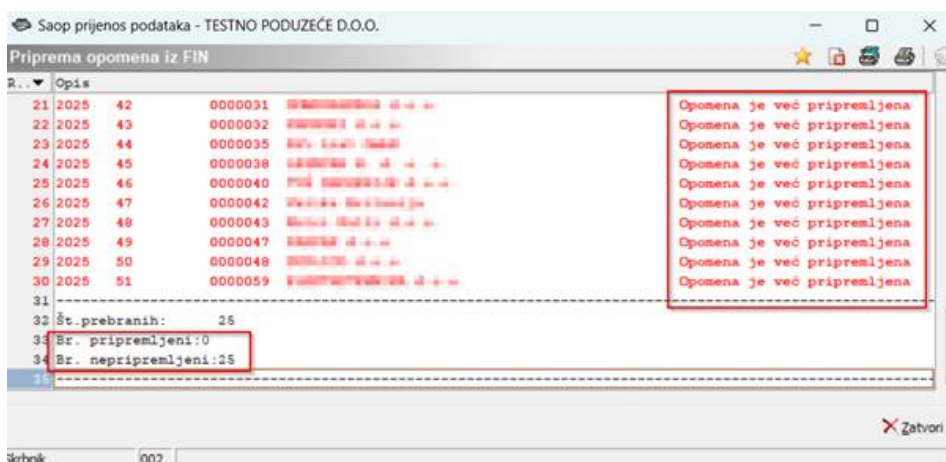 Saop prijenos podataka - TESTNO PODUZEĆE D.O.O.
Priprema opomena iz FIN
R.. Opis
21 2025 42 0000031 Opomena je već pripremljena
22 2025 43 0000032 Opomena je već pripremljena
23 2025 44 0000035 Opomena je već pripremljena
24 2025 45 0000038 Opomena je već pripremljena
25 2025 46 0000040 Opomena je već pripremljena
26 2025 47 0000042 Opomena je već pripremljena
27 2025 48 0000043 Opomena je već pripremljena
28 2025 49 0000047 Opomena je već pripremljena
29 2025 50 0000048 Opomena je već pripremljena
30 2025 51 0000059 Opomena je već pripremljena
31 ----------------------------------------
32 Št.prebranih: 25
33 Br. pripremljeni:0
34 Br. nepripremljeni:25
35 ----------------------------------------
Zatvori
Skrbnik 002